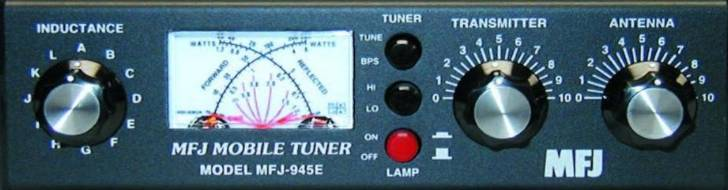 INDUCTANCE
A
B
C
D
E
F
G
H
I
J
K
L
WATTS
WATTS
FORWARD
REFLECTED
MFJ MOBILE TUNER
MODEL MFJ-945E
TUNER
TUNE
BPS
HI
LO
ON
OFF
LAMP
TRANSMITTER
0 1 2 3 4 5 6 7 8 9 10
ANTENNA
0 1 2 3 4 5 6 7 8 9 10
MFJ